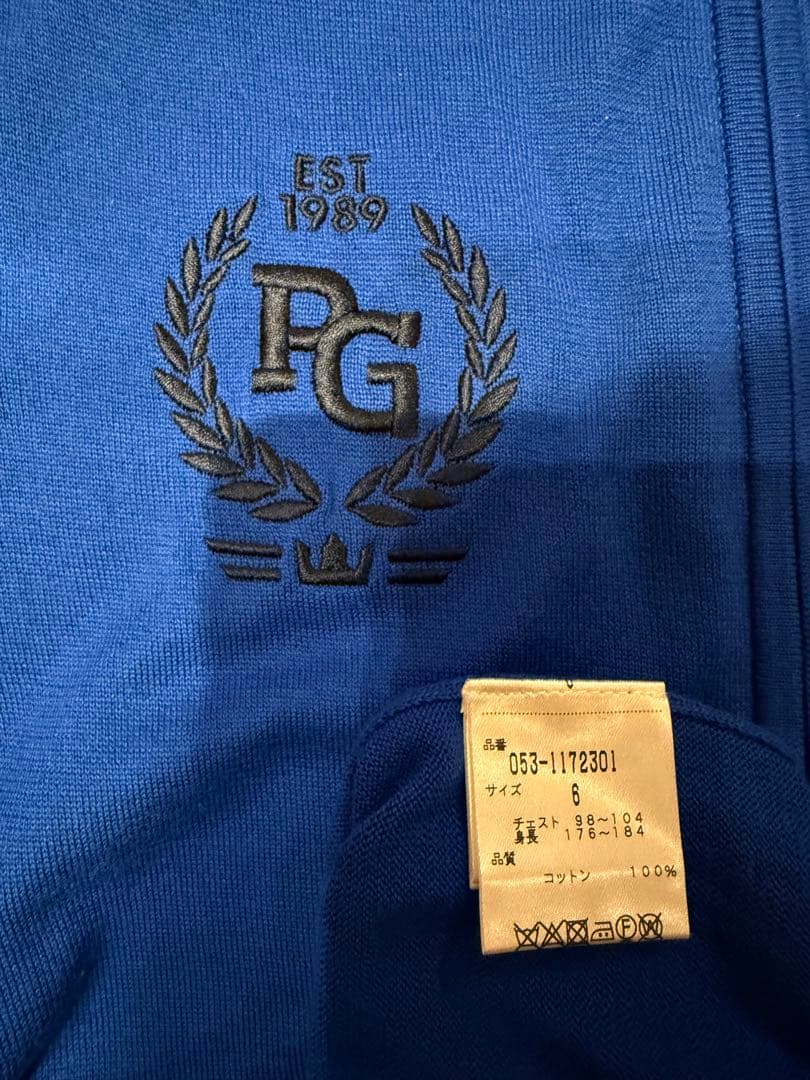 EST
1989
PG
品番
053-1172301
サイズ 6
チェスト 98～104
身長 176～184
品質
コットン 100%